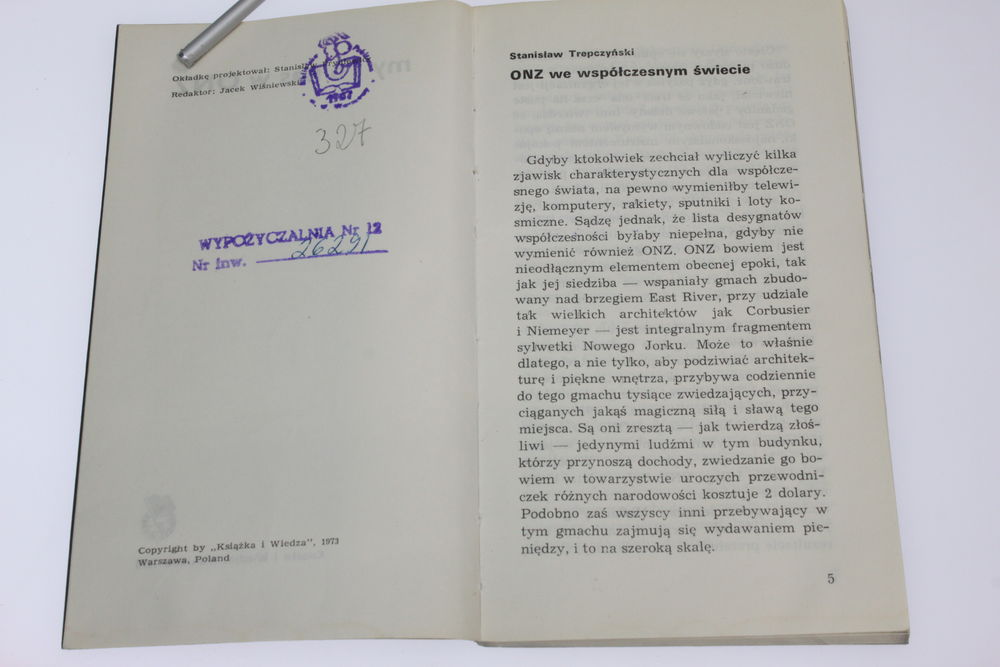 Okładkę projektował: Stanisław
Redaktor: Jacek Wiśniewski
1967
327
WYPOŻYCZALNIA Nr 12
Nr inw. 26291
Copyright by „Książka i Wiedza”, 1973
Warszawa, Poland
Stanisław Trepczyński
ONZ we współczesnym świecie
Gdyby ktokolwiek zechciał wyliczyć kilka
zjawisk charakterystycznych dla współcze-
snego świata, na pewno wymieniłby telewi-
zję, komputery, rakiety, sputniki i loty ko-
smiczne. Sądzę jednak, że lista desygnatów
współczesności byłaby niepełna, gdyby nie
wymienić również ONZ. ONZ bowiem jest
nieodłącznym elementem obecnej epoki, tak
jak jej siedziba — wspaniały gmach zbudo-
wany nad brzegiem East River, przy udziale
tak wielkich architektów jak Corbusier
i Niemeyer — jest integralnym fragmentem
sylwetki Nowego Jorku. Może to właśnie
dlatego, a nie tylko, aby podziwiać architek-
turę i piękne wnętrza, przybywa codziennie
do tego gmachu tysiące zwiedzających, przy-
ciąganych jakąś magiczną siłą i sławą tego
miejsca. Są oni zresztą — jak twierdzą złoś-
liwi — jedynymi ludźmi w tym budynku,
którzy przynoszą dochody, zwiedzanie go bo-
wiem w towarzystwie uroczych przewodni-
czek różnych narodowości kosztuje 2 dolary.
Podobno zaś wszyscy inni przebywający w
tym gmachu zajmują się wydawaniem pie-
niędzy, i to na szeroką skalę.
5